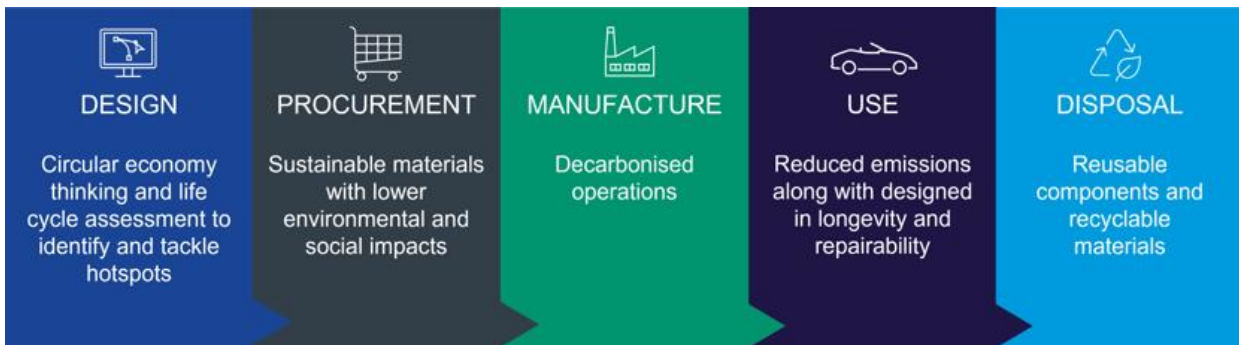 DESIGN
Circular economy
thinking and life
cycle assessment to
identify and tackle
hotspots
PROCUREMENT
Sustainable materials
with lower
environmental and
social impacts
MANUFACTURE
Decarbonised
operations
USE
Reduced emissions
along with designed
in longevity and
repairability
DISPOSAL
Reusable
components and
recyclable
materials